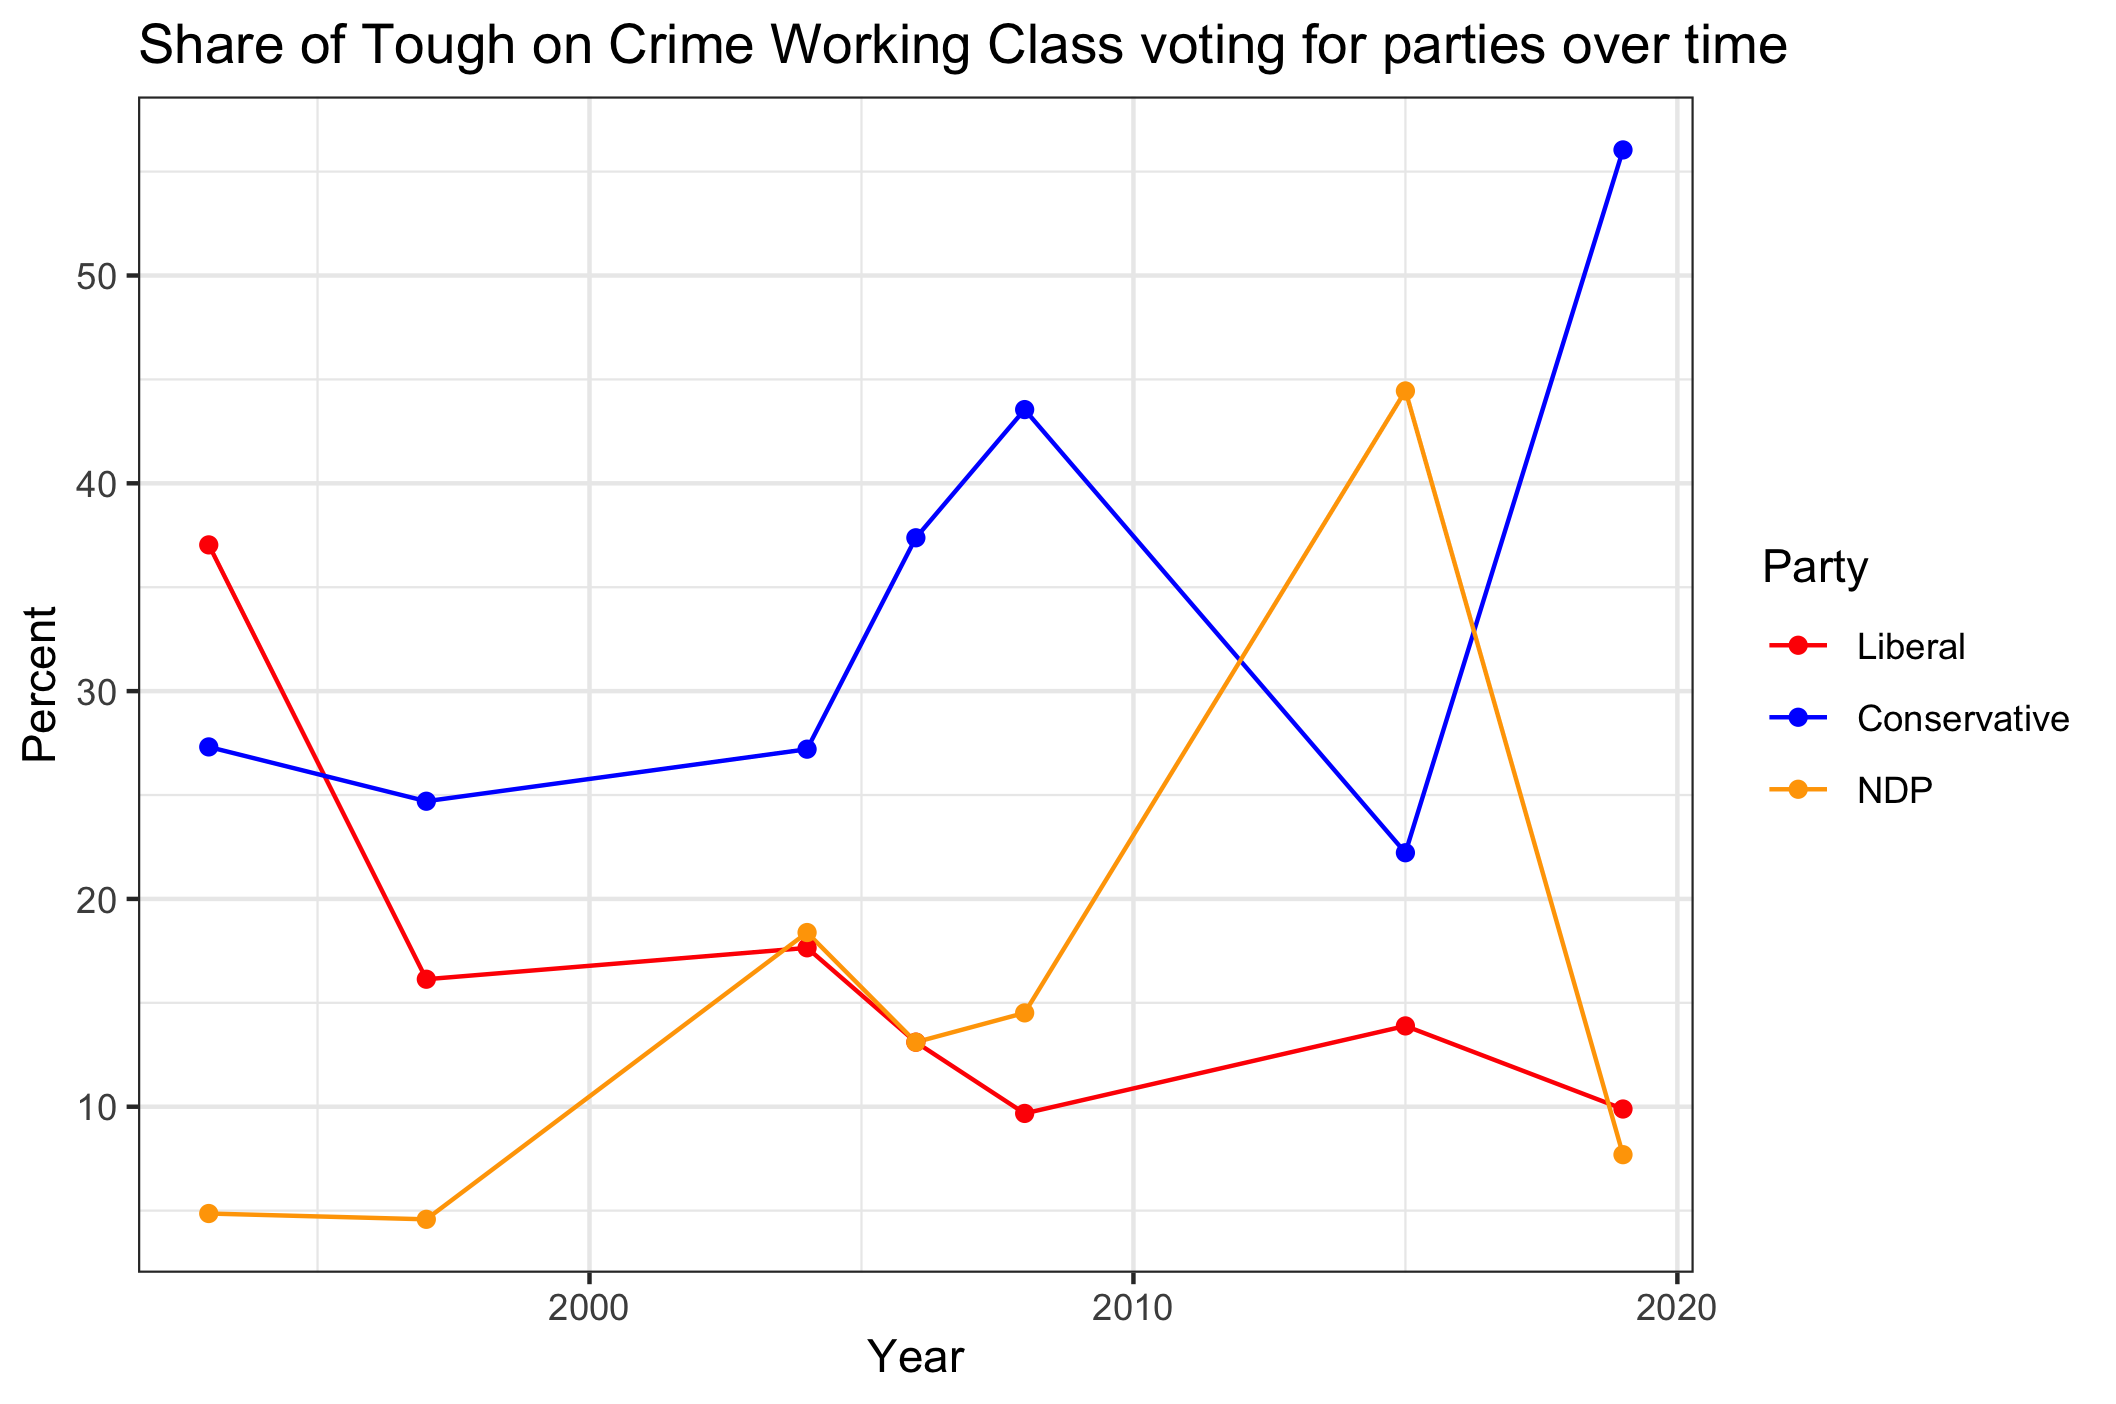 Share of Tough on Crime Working Class voting for parties over time
Percent
50
40
30
20
10
2000
2010
2020
Year
Party
Liberal
Conservative
NDP